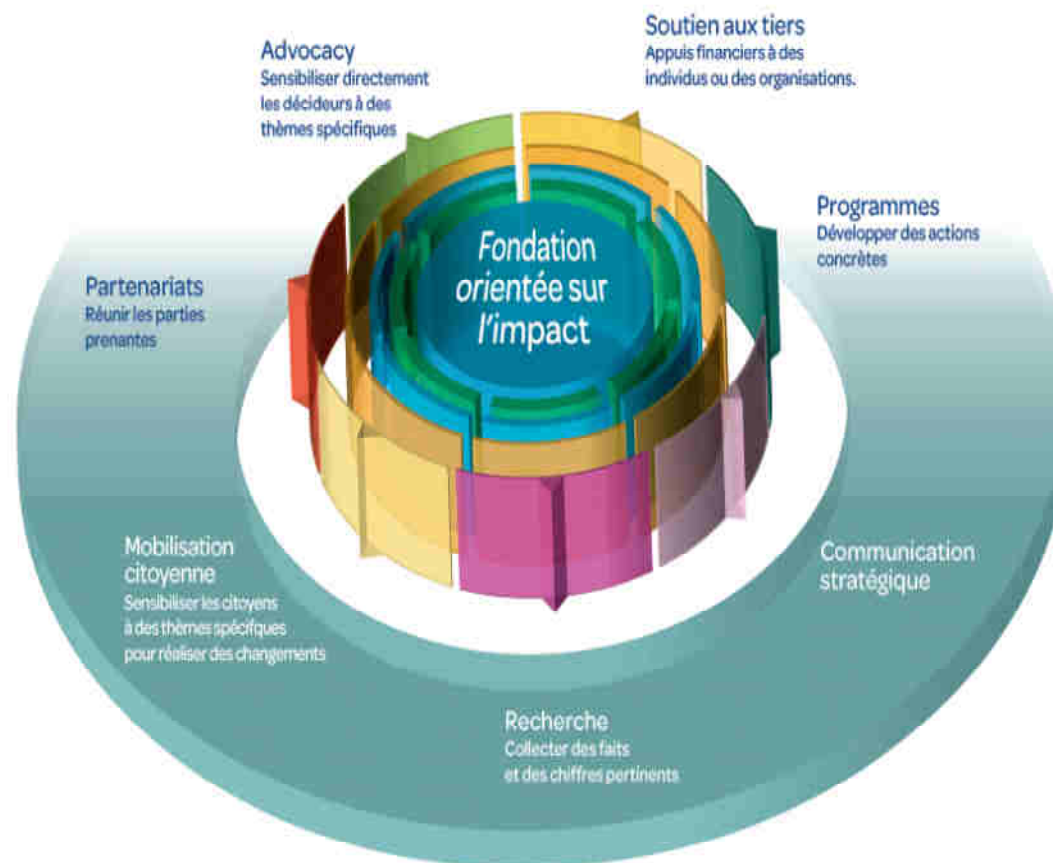 Soutien aux tiers
Appuis financiers à des
individus ou des organisations.
Advocacy
Sensibiliser directement
les décideurs à des
thèmes spécifiques
Programmes
Développer des actions
concrètes
Fondation
orientée sur
l'impact
Partenariats
Réunir les parties
prenantes
Mobilisation
citoyenne
Sensibiliser les citoyens
à des thèmes spécifques
pour réaliser des changements
Communication
stratégique
Recherche
Collecter des faits
et des chiffres pertinents